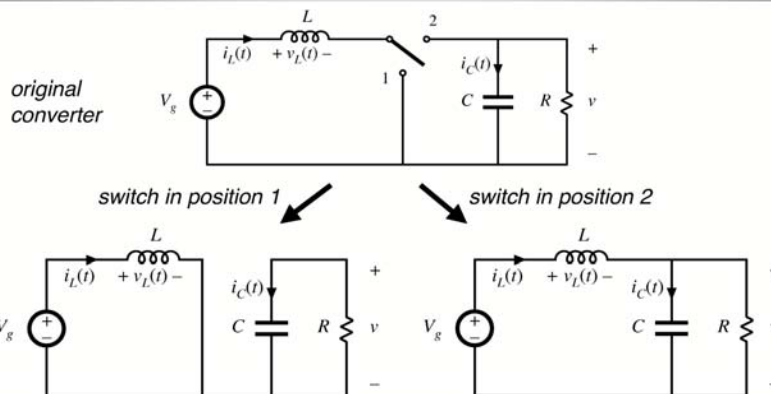 L
2
i_L(t) + v_L(t) −
i_C(t)
+
original
converter
V_g
+
−
1
C
R
v
−
switch in position 1
switch in position 2
L
i_L(t) + v_L(t) −
i_C(t)
+
V_g
+
−
C
R
v
−
L
i_L(t) + v_L(t) −
i_C(t)
V_g
+
−
C
R